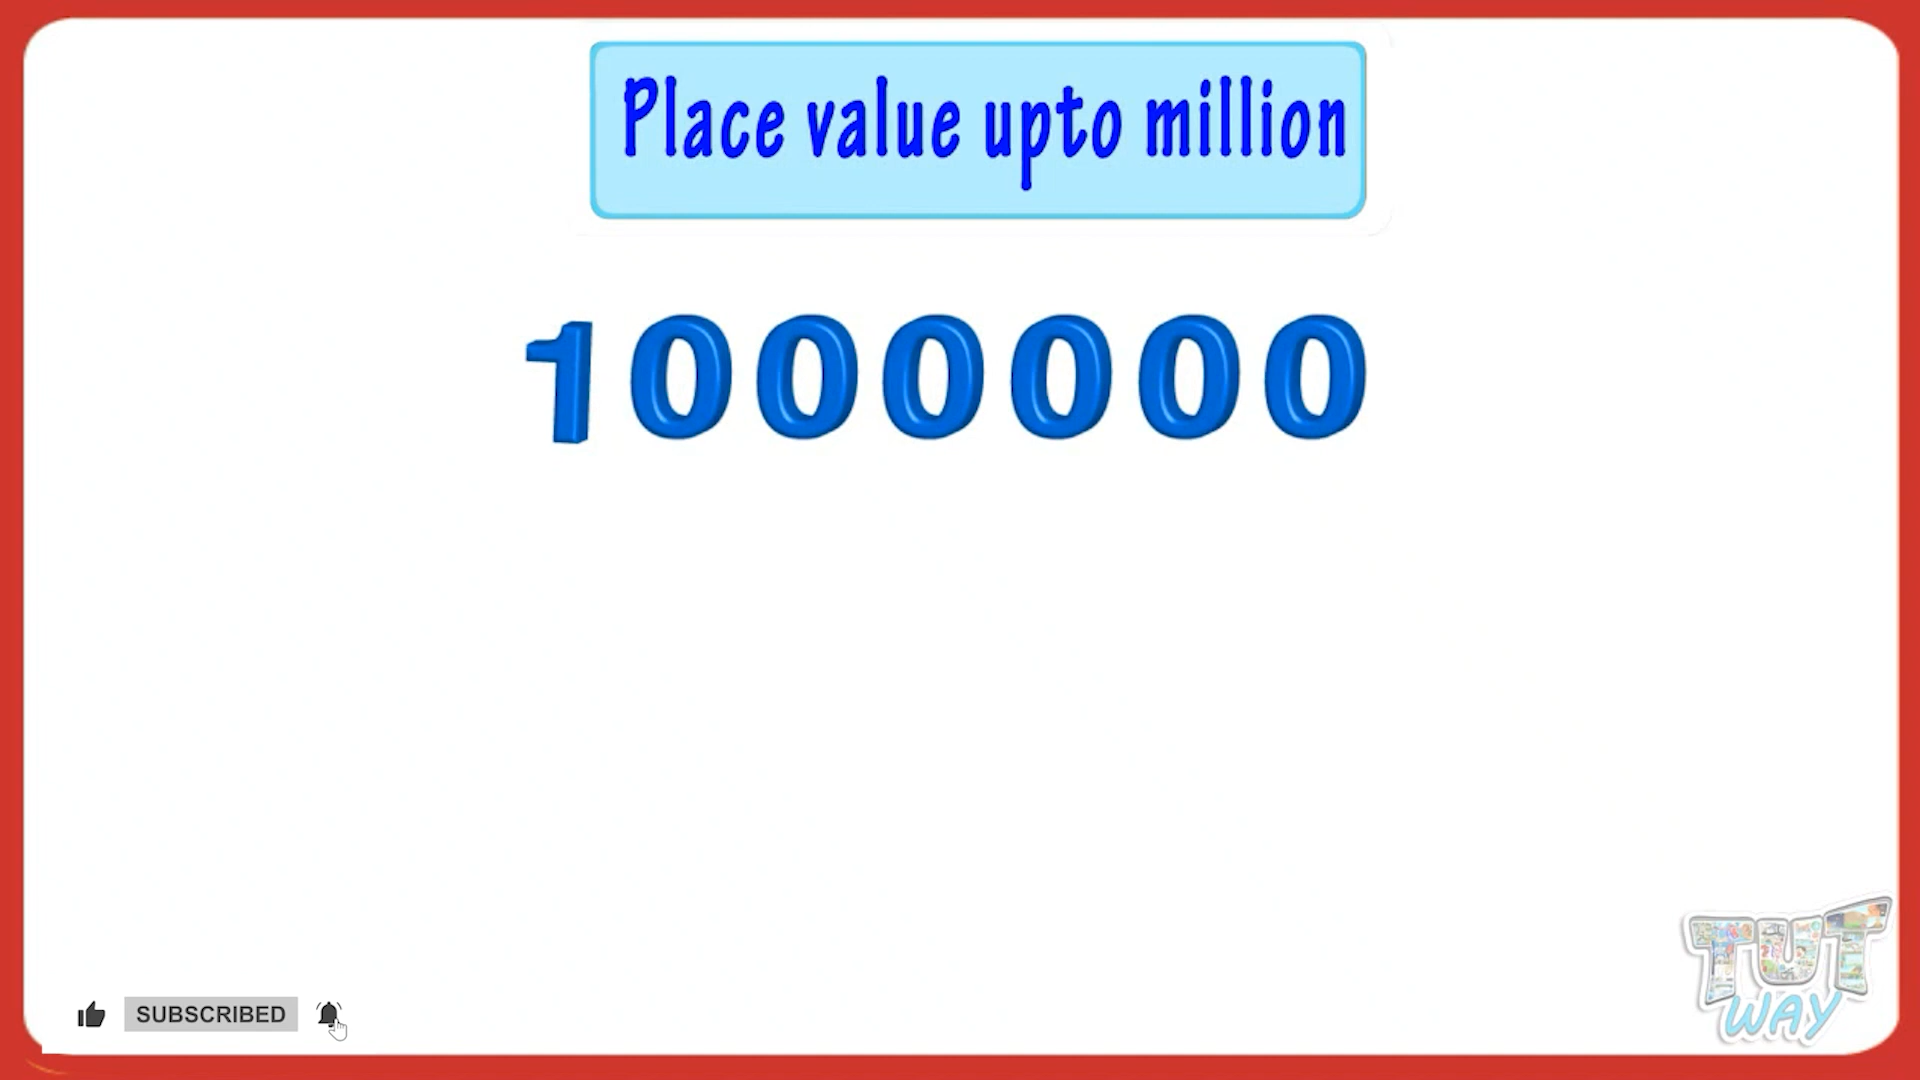 Place value upto million
1000000
SUBSCRIBED
TUT
WAY